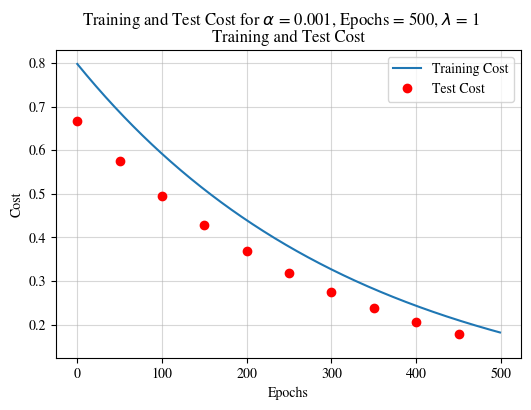 Training and Test Cost for α = 0.001, Epochs = 500, λ = 1
Training and Test Cost
Training Cost
Test Cost
0.8
0.7
0.6
0.5
0.4
0.3
0.2
Cost
0 100 200 300 400 500
Epochs